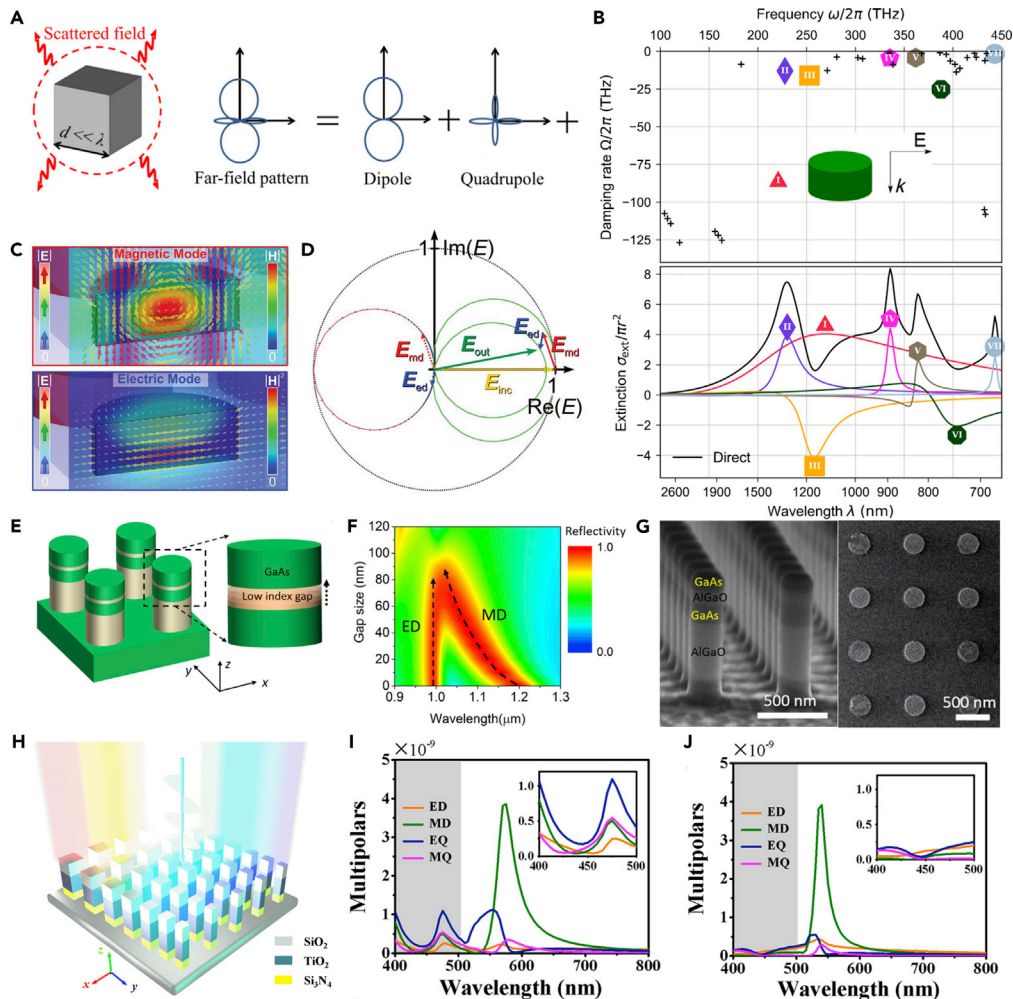 A
Scattered field
d << λ
Far-field pattern
=
Dipole
+
Quadrupole
+
B
Frequency ω/2π (THz)
100 150 200 250 300 350 400 450
Damping rate Ω/2π (THz)
0
-25
-50
-75
-100
-125
I
II
III
IV
V
VI
VII
E
k
Extinction σext/πr²
8
6
4
2
0
-2
-4
I
II
III
IV
V
VI
VII
Direct
2600 1900 1200 1000 900 800 700
Wavelength λ (nm)
C
|E|
Magnetic Mode
|H|
0
0
|E|
Electric Mode
|H|
0
0
D
1
Im(E)
Emd
Eed
Eout
Einc
Eed
Emd
1
Re(E)
E
GaAs
Low index gap
z
y
x
F
Gap size (nm)
120
100
80
60
40
20
0
ED
MD
0.9 1.0 1.1 1.2 1.3
Wavelength(μm)
Reflectivity
1.0
0.0
G
GaAs
AlGaO
GaAs
AlGaO
500 nm
500 nm
H
z
x
y
SiO2
TiO2
Si3N4
I
×10⁻⁹
Multipolars
5
4
3
2
1
0
ED
MD
EQ
MQ
1.0
0.5
0.0
400 450 500
400 500 600 700 800
Wavelength (nm)
J
×10⁻⁹
Multipolars
5
4
3
2
1
0
ED
MD
EQ
MQ
1.0
0.5
0.0
400 450 500
400 500 600 700 800
Wavelength (nm)